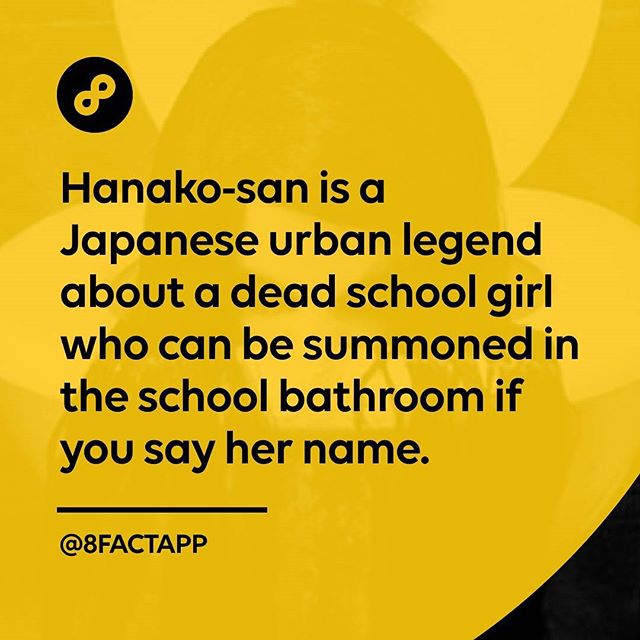 Hanako-san is a
Japanese urban legend
about a dead school girl
who can be summoned in
the school bathroom if
you say her name.
@8FACTAPP